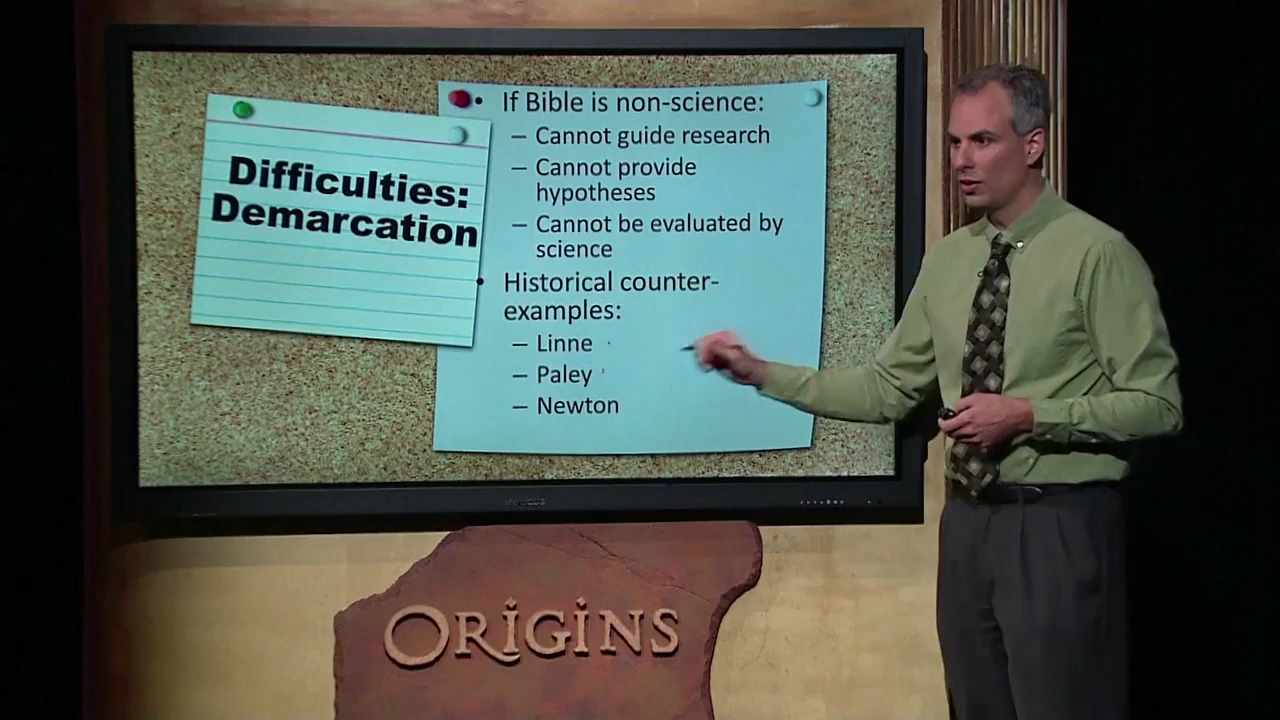 Difficulties:
Demarcation
• If Bible is non-science:
– Cannot guide research
– Cannot provide
hypotheses
– Cannot be evaluated by
science
• Historical counter-
examples:
– Linne
– Paley
– Newton
ORIGINS